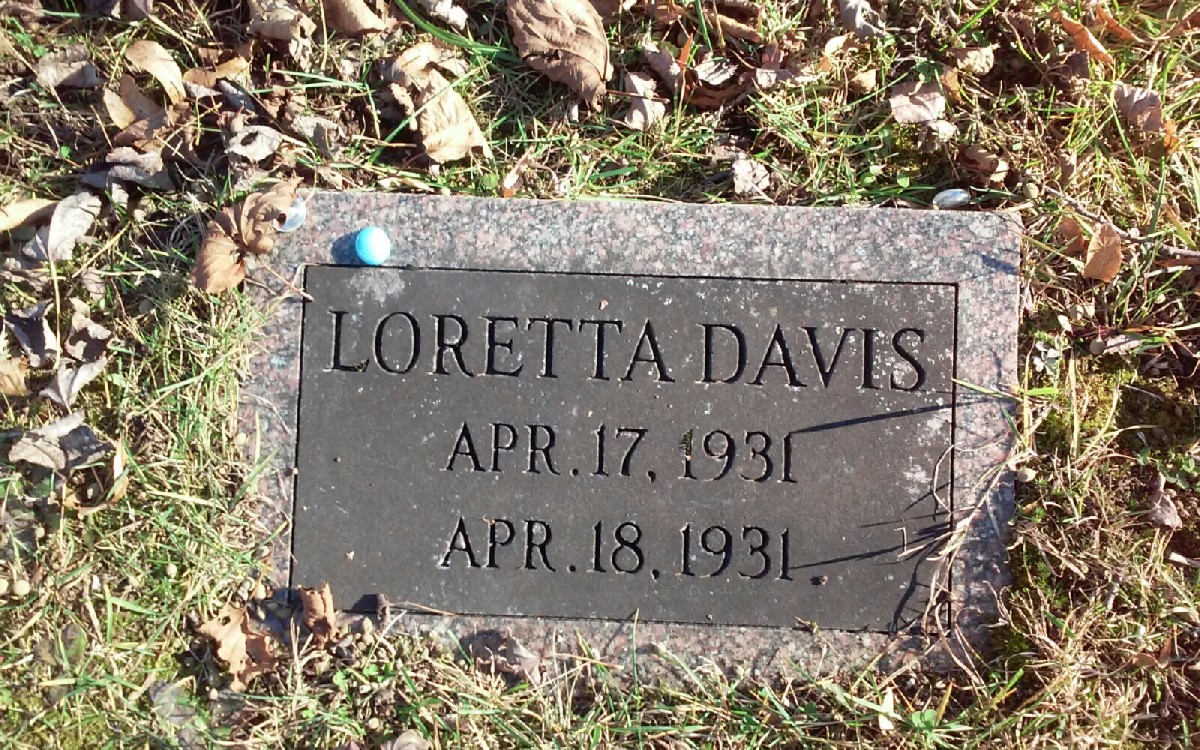 LORETTA DAVIS
APR. 17, 1931
APR. 18, 1931